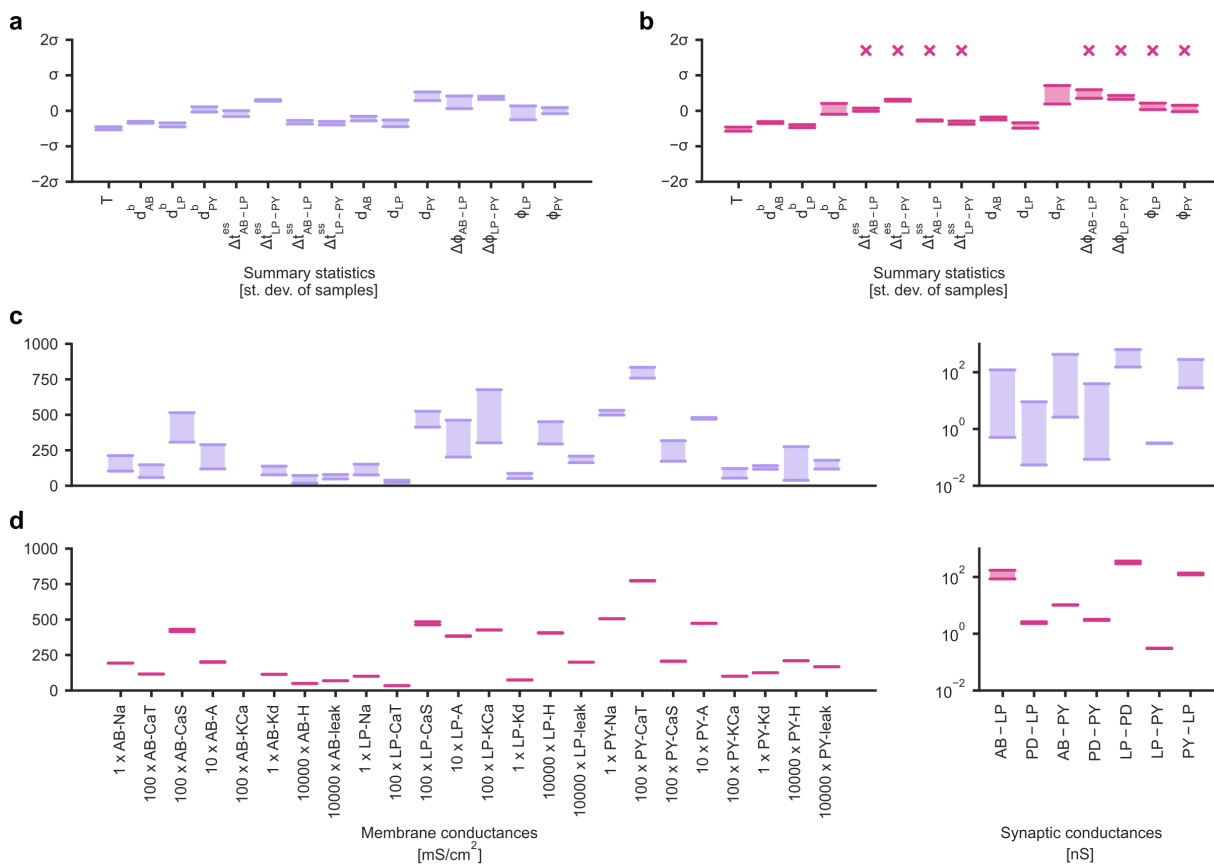 a
2σ
σ
0
−σ
−2σ
T
d^b_AB
d^b_LP
d^b_PY
Δt^es_AB−LP
Δt^es_LP−PY
Δt^ss_AB−LP
Δt^ss_LP−PY
d_AB
d_LP
d_PY
Δϕ_AB−LP
Δϕ_LP−PY
ϕ_LP
ϕ_PY
Summary statistics
[st. dev. of samples]
b
2σ
σ
0
−σ
−2σ
T
d^b_AB
d^b_LP
d^b_PY
Δt^es_AB−LP
Δt^es_LP−PY
Δt^ss_AB−LP
Δt^ss_LP−PY
d_AB
d_LP
d_PY
Δϕ_AB−LP
Δϕ_LP−PY
ϕ_LP
ϕ_PY
Summary statistics
[st. dev. of samples]
c
1000
750
500
250
0
10^2
10^0
10^−2
d
1000
750
500
250
0
1 x AB-Na
100 x AB-CaT
100 x AB-CaS
10 x AB-A
100 x AB-KCa
1 x AB-Kd
10000 x AB-H
10000 x AB-leak
1 x LP-Na
100 x LP-CaT
100 x LP-CaS
10 x LP-A
100 x LP-KCa
1 x LP-Kd
10000 x LP-H
10000 x LP-leak
1 x PY-Na
100 x PY-CaT
100 x PY-CaS
10 x PY-A
100 x PY-KCa
1 x PY-Kd
10000 x PY-H
10000 x PY-leak
Membrane conductances
[mS/cm²]
10^2
10^0
10^−2
AB – LP
PD – LP
AB – PY
PD – PY
LP – PD
LP – PY
PY – LP
Synaptic conductances
[nS]